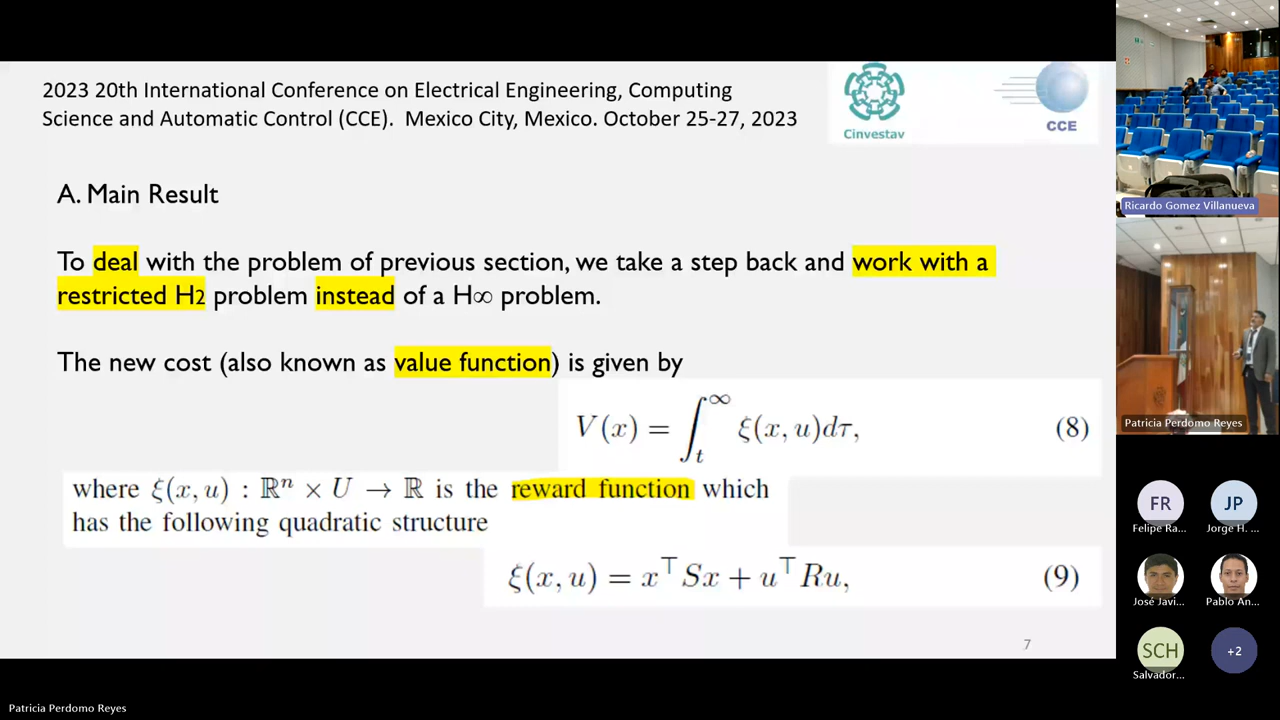 2023 20th International Conference on Electrical Engineering, Computing
Science and Automatic Control (CCE).  Mexico City, Mexico. October 25-27, 2023
Cinvestav
CCE
A. Main Result
To deal with the problem of previous section, we take a step back and work with a
restricted H2 problem instead of a H∞ problem.
The new cost (also known as value function) is given by
V(x) = ∫_t^∞ ξ(x, u)dτ, (8)
where ξ(x, u) : ℝⁿ × U → ℝ is the reward function which
has the following quadratic structure
ξ(x, u) = x⊤Sx + u⊤Ru, (9)
7
Ricardo Gomez Villanueva
Patricia Perdomo Reyes
FR
JP
Felipe Ra...
Jorge H. ...
José Javi...
Pablo An...
SCH
+2
Salvador...
Patricia Perdomo Reyes